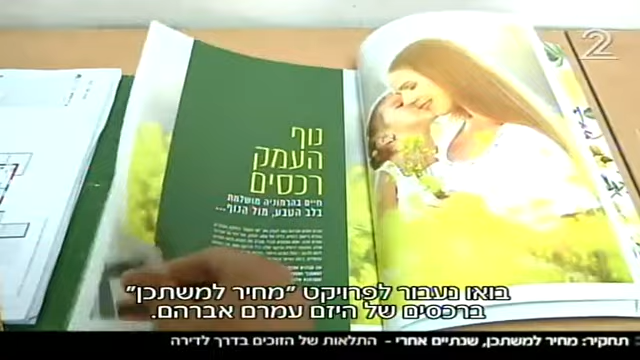 2
נוף
העמק
רכסים
חיים בהרמוניה מושלמת
בלב הטבע, מול הנוף...
בואו נעבור לפרויקט "מחיר למשתכן"
ברכסים של היזם עמרם אברהם.
תחקיר: מחיר למשתכן, שנתיים אחרי - התלאות של הזוכים בדרך לדירה